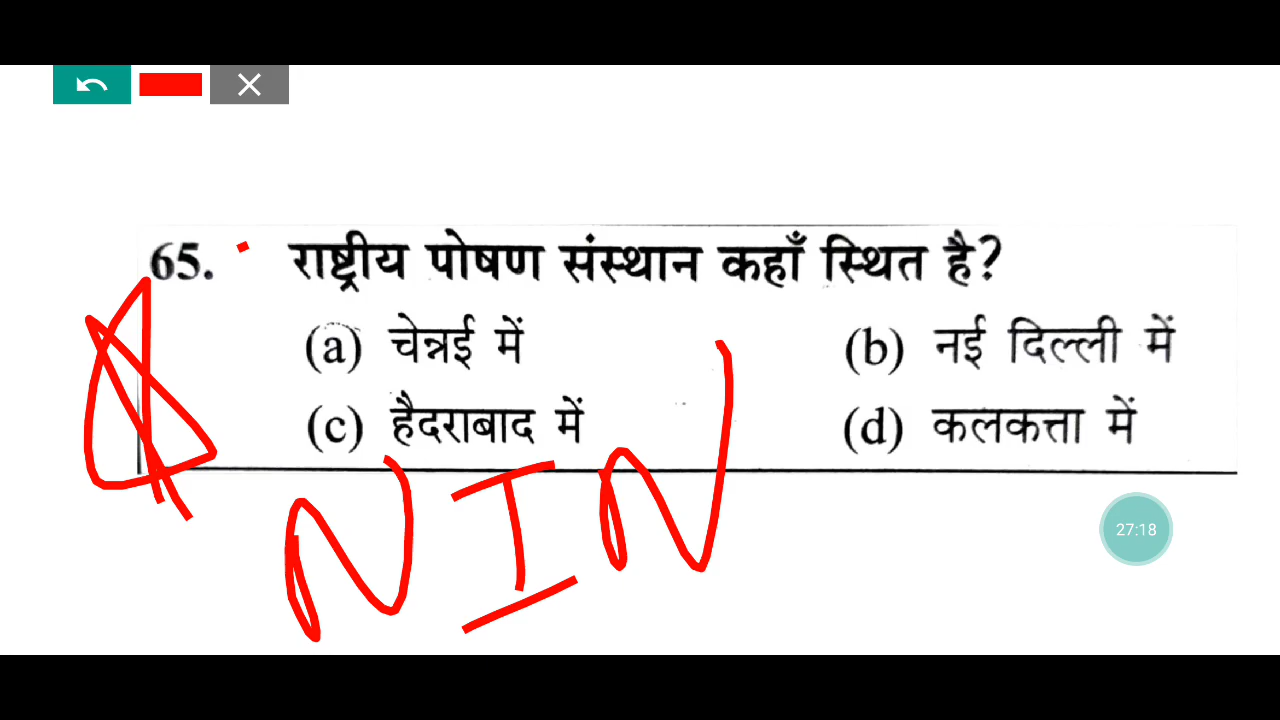 65. राष्ट्रीय पोषण संस्थान कहाँ स्थित है?
(a) चेन्नई में (b) नई दिल्ली में
(c) हैदराबाद में (d) कलकत्ता में
NIN
27:18